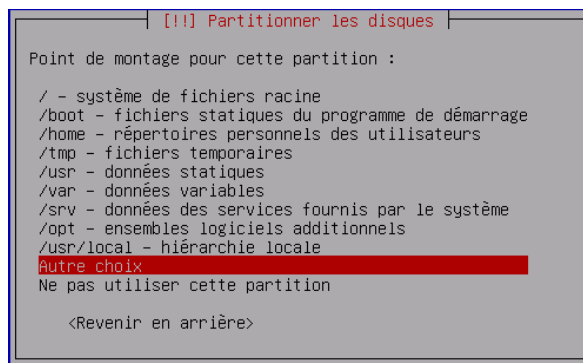 [!!] Partitionner les disques
Point de montage pour cette partition :
/ – système de fichiers racine
/boot – fichiers statiques du programme de démarrage
/home – répertoires personnels des utilisateurs
/tmp – fichiers temporaires
/usr – données statiques
/var – données variables
/srv – données des services fournis par le système
/opt – ensembles logiciels additionnels
/usr/local – hiérarchie locale
Autre choix
Ne pas utiliser cette partition
<Revenir en arrière>